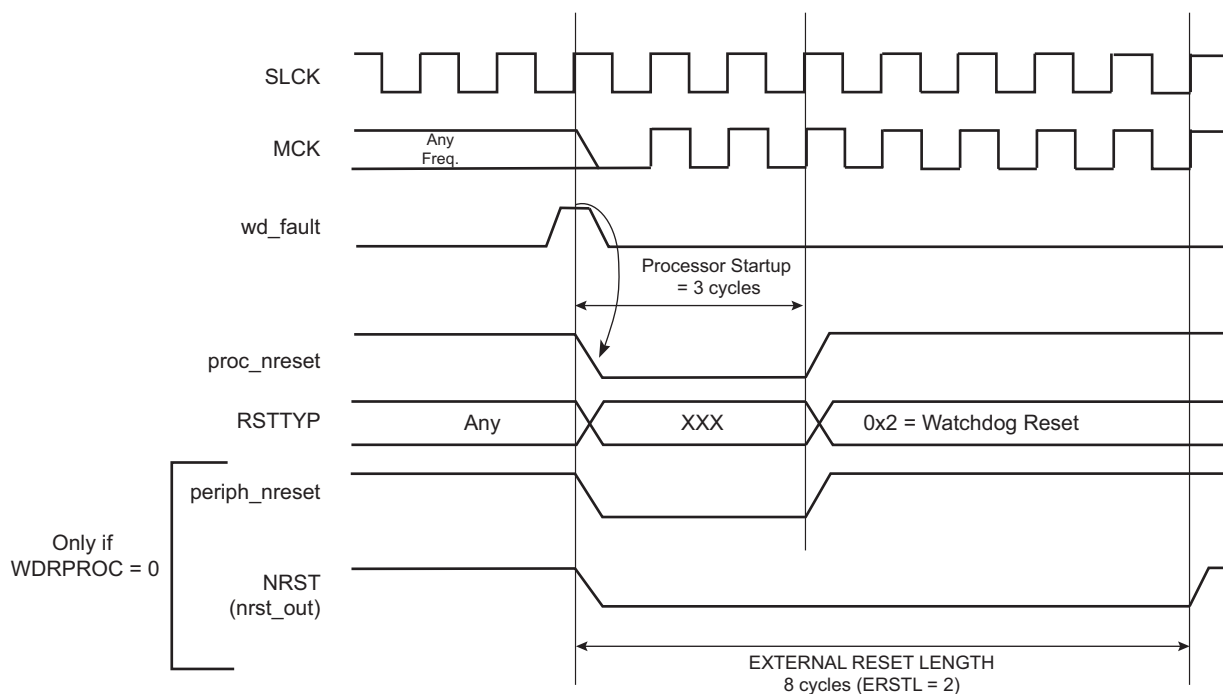 SLCK
MCK
Any
Freq.
wd_fault
Processor Startup
= 3 cycles
proc_nreset
RSTTYP
Any
XXX
0x2 = Watchdog Reset
periph_nreset
Only if
WDRPROC = 0
NRST
(nrst_out)
EXTERNAL RESET LENGTH
8 cycles (ERSTL = 2)